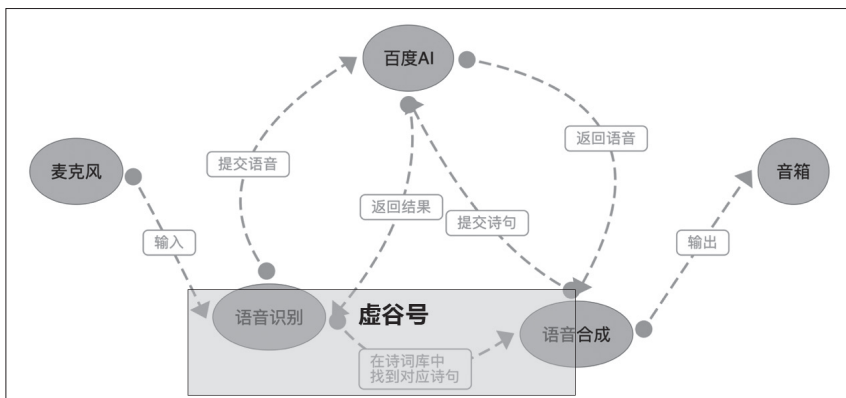 百度AI
返回语音
提交语音
麦克风
音箱
返回结果
提交诗句
输入
输出
语音识别
虚谷号
语音合成
在诗词库中
找到对应诗句